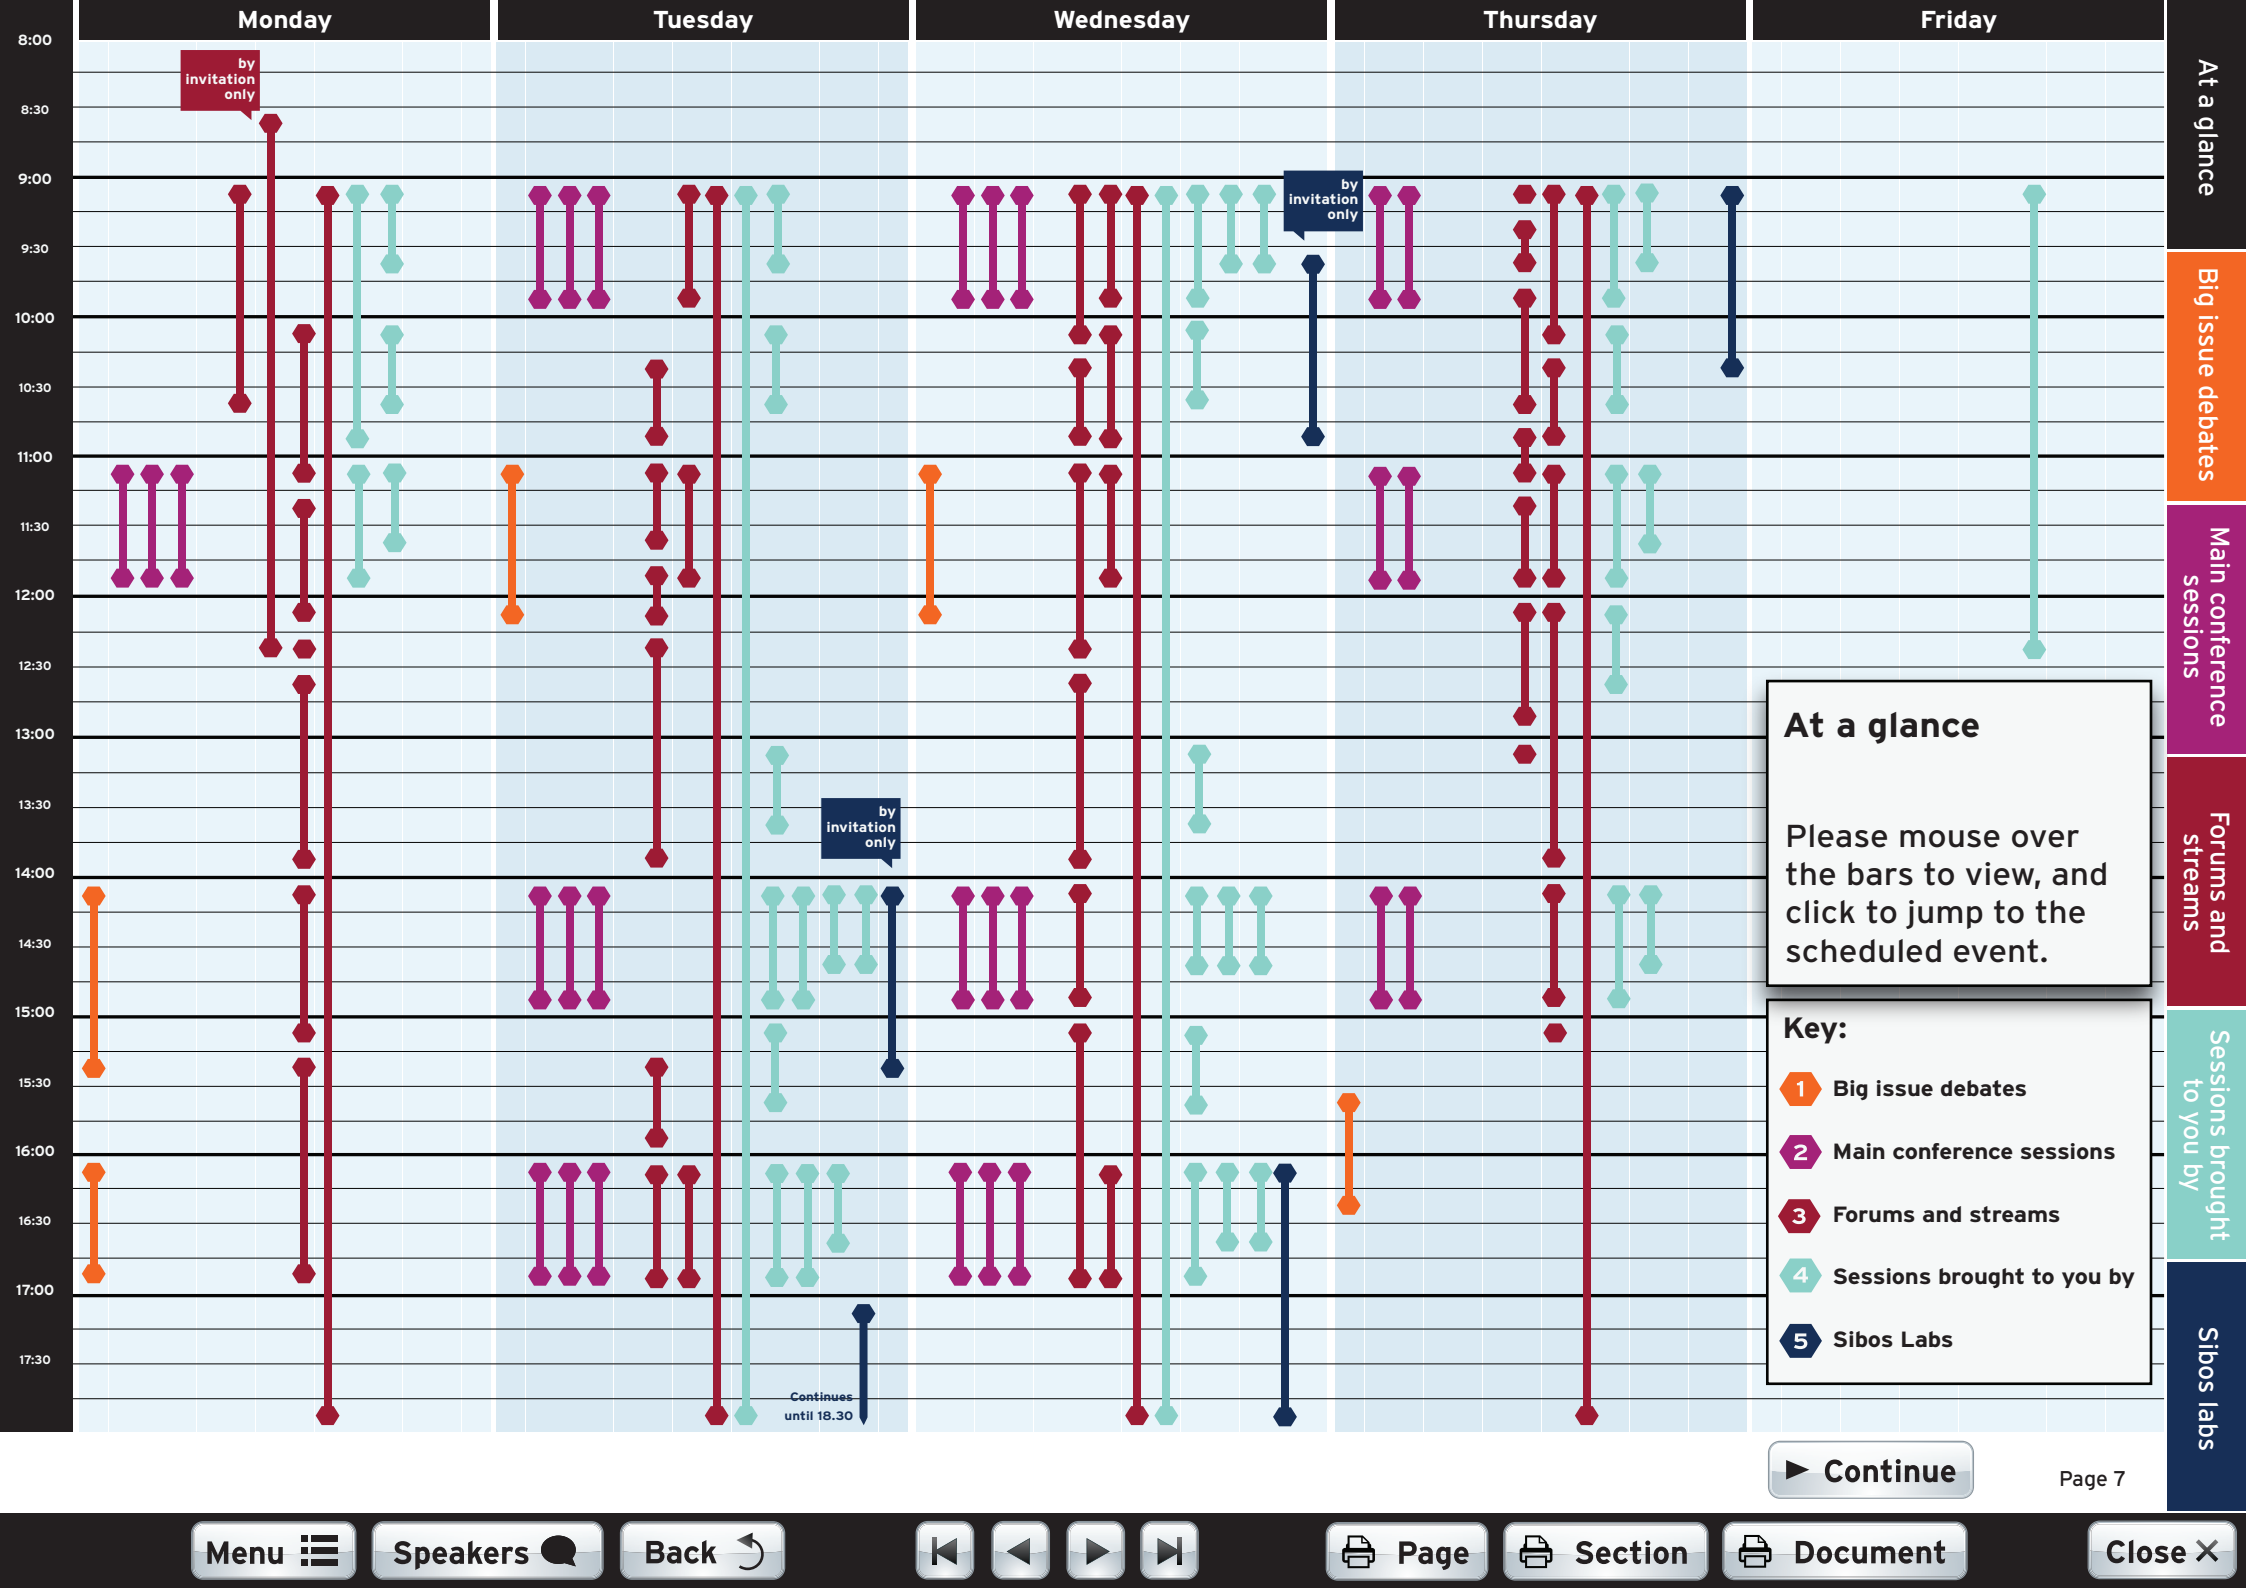 Monday
Tuesday
Wednesday
Thursday
Friday
8:00
8:30
9:00
9:30
10:00
10:30
11:00
11:30
12:00
12:30
13:00
13:30
14:00
14:30
15:00
15:30
16:00
16:30
17:00
17:30
by
invitation
only
by
invitation
only
by
invitation
only
Continues
until 18.30
At a glance
Please mouse over
the bars to view, and
click to jump to the
scheduled event.
Key:
1 Big issue debates
2 Main conference sessions
3 Forums and streams
4 Sessions brought to you by
5 Sibos Labs
At a glance
Big issue debates
Main conference
sessions
Forums and
streams
Sessions brought
to you by
Sibos labs
Continue
Page 7
Menu
Speakers
Back
Page
Section
Document
Close